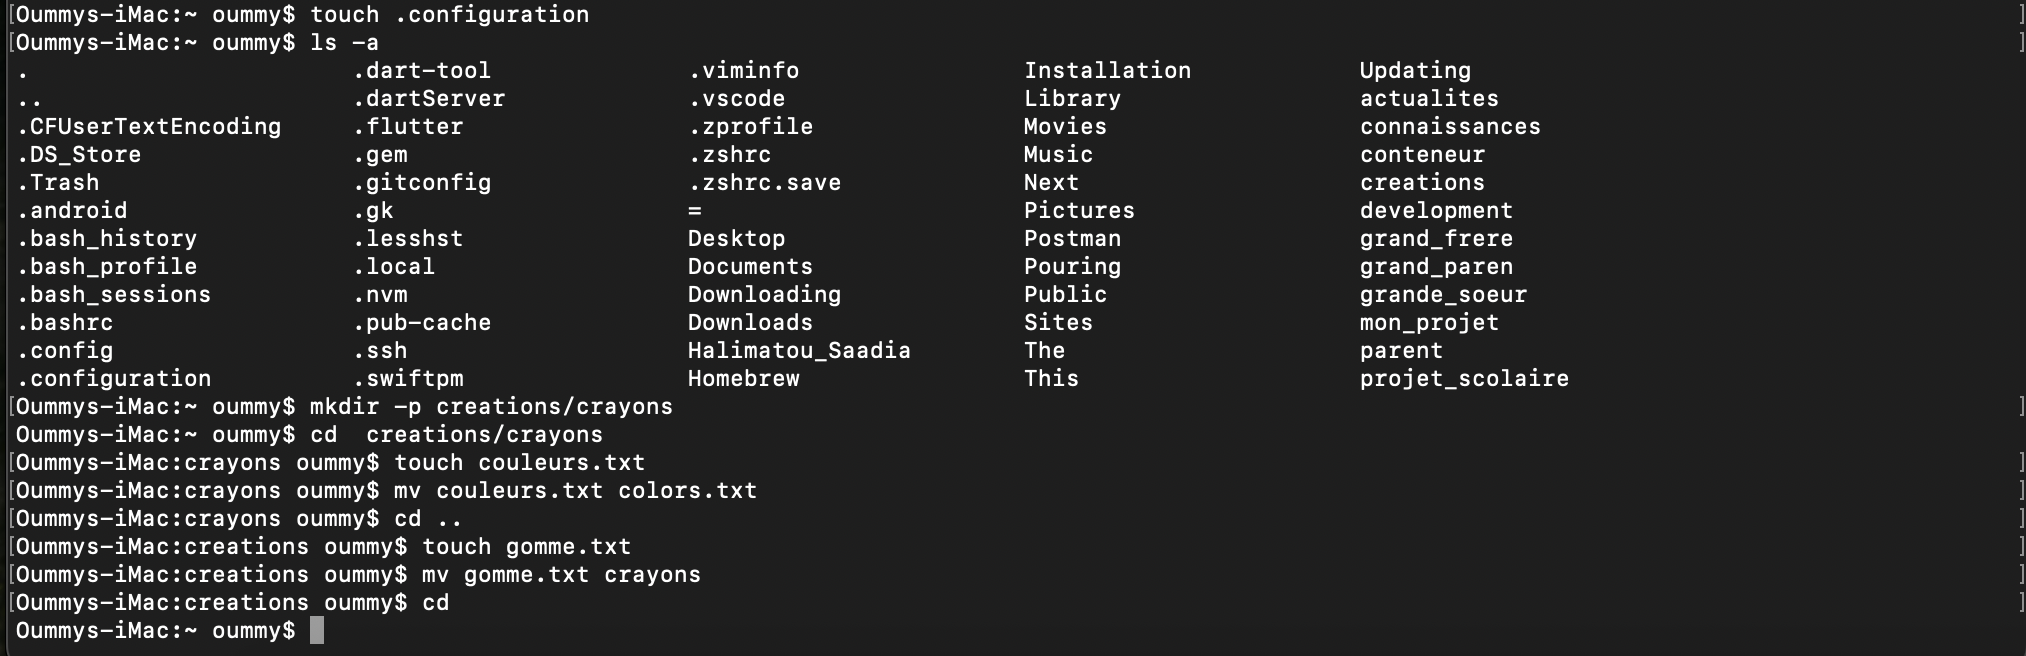 [Oummys-iMac:~ oummy$ touch .configuration ]
[Oummys-iMac:~ oummy$ ls -a ]
. .dart-tool .viminfo Installation Updating
.. .dartServer .vscode Library actualites
.CFUserTextEncoding .flutter .zprofile Movies connaissances
.DS_Store .gem .zshrc Music conteneur
.Trash .gitconfig .zshrc.save Next creations
.android .gk = Pictures development
.bash_history .lesshst Desktop Postman grand_frere
.bash_profile .local Documents Pouring grand_paren
.bash_sessions .nvm Downloading Public grande_soeur
.bashrc .pub-cache Downloads Sites mon_projet
.config .ssh Halimatou_Saadia The parent
.configuration .swiftpm Homebrew This projet_scolaire
[Oummys-iMac:~ oummy$ mkdir -p creations/crayons ]
Oummys-iMac:~ oummy$ cd  creations/crayons
[Oummys-iMac:crayons oummy$ touch couleurs.txt ]
[Oummys-iMac:crayons oummy$ mv couleurs.txt colors.txt ]
[Oummys-iMac:crayons oummy$ cd .. ]
[Oummys-iMac:creations oummy$ touch gomme.txt ]
[Oummys-iMac:creations oummy$ mv gomme.txt crayons ]
[Oummys-iMac:creations oummy$ cd ]
Oummys-iMac:~ oummy$